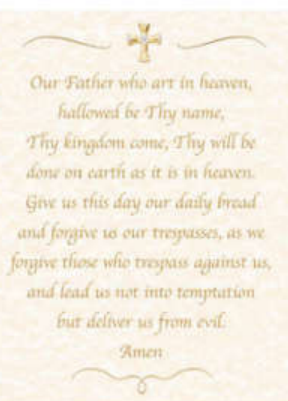 Our Father who art in heaven,
hallowed be Thy name,
Thy kingdom come, Thy will be
done on earth as it is in heaven.
Give us this day our daily bread
and forgive us our trespasses, as we
forgive those who trespass against us,
and lead us not into temptation
but deliver us from evil.
Amen